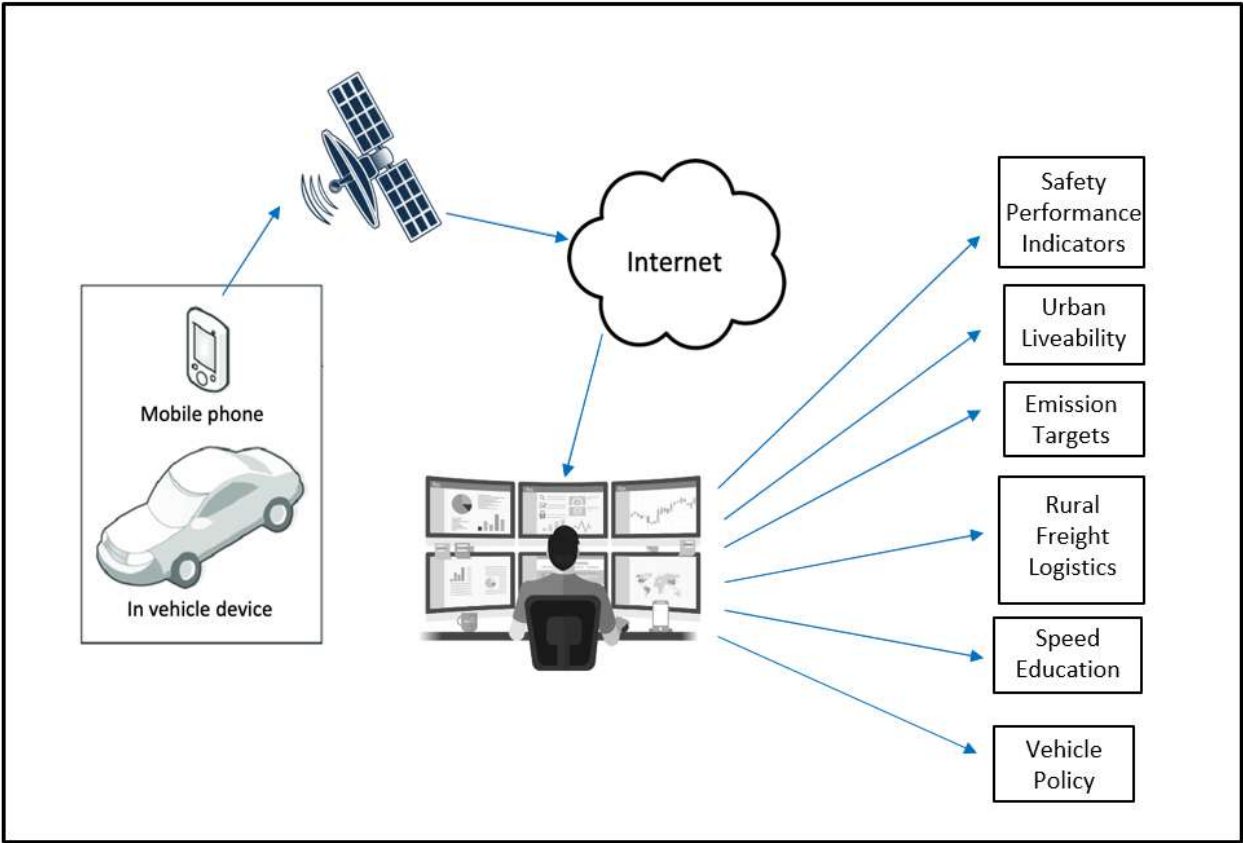 Mobile phone
In vehicle device
Internet
Safety
Performance
Indicators
Urban
Liveability
Emission
Targets
Rural
Freight
Logistics
Speed
Education
Vehicle
Policy